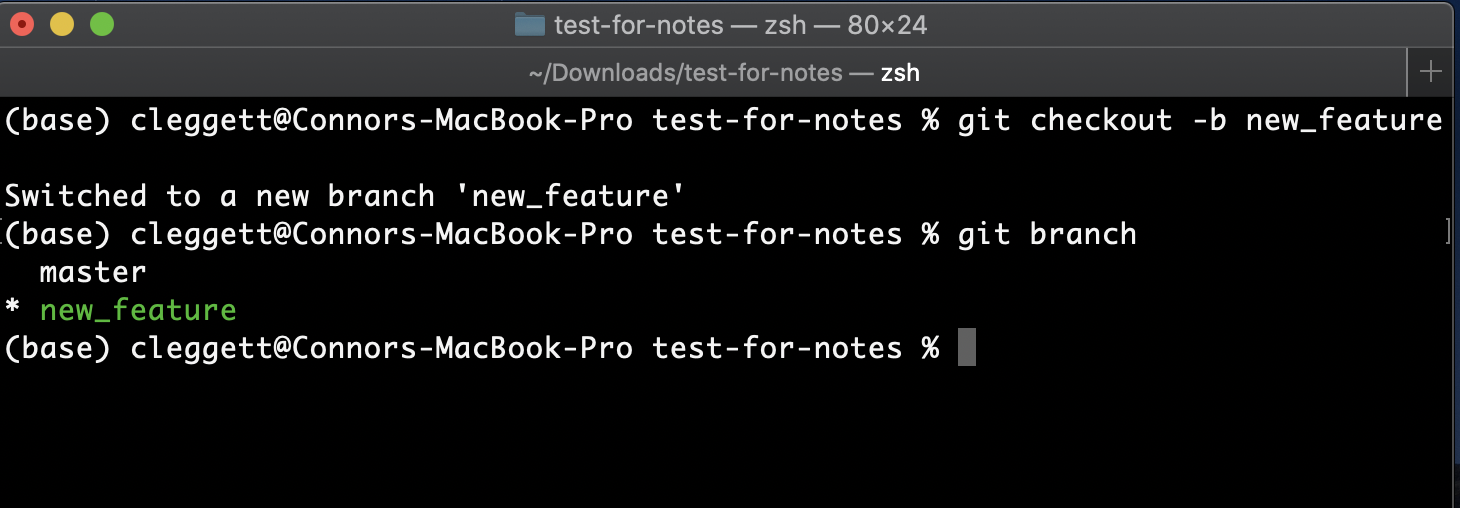 test-for-notes — zsh — 80×24
~/Downloads/test-for-notes — zsh
(base) cleggett@Connors-MacBook-Pro test-for-notes % git checkout -b new_feature
Switched to a new branch 'new_feature'
[(base) cleggett@Connors-MacBook-Pro test-for-notes % git branch ]
  master
* new_feature
(base) cleggett@Connors-MacBook-Pro test-for-notes %